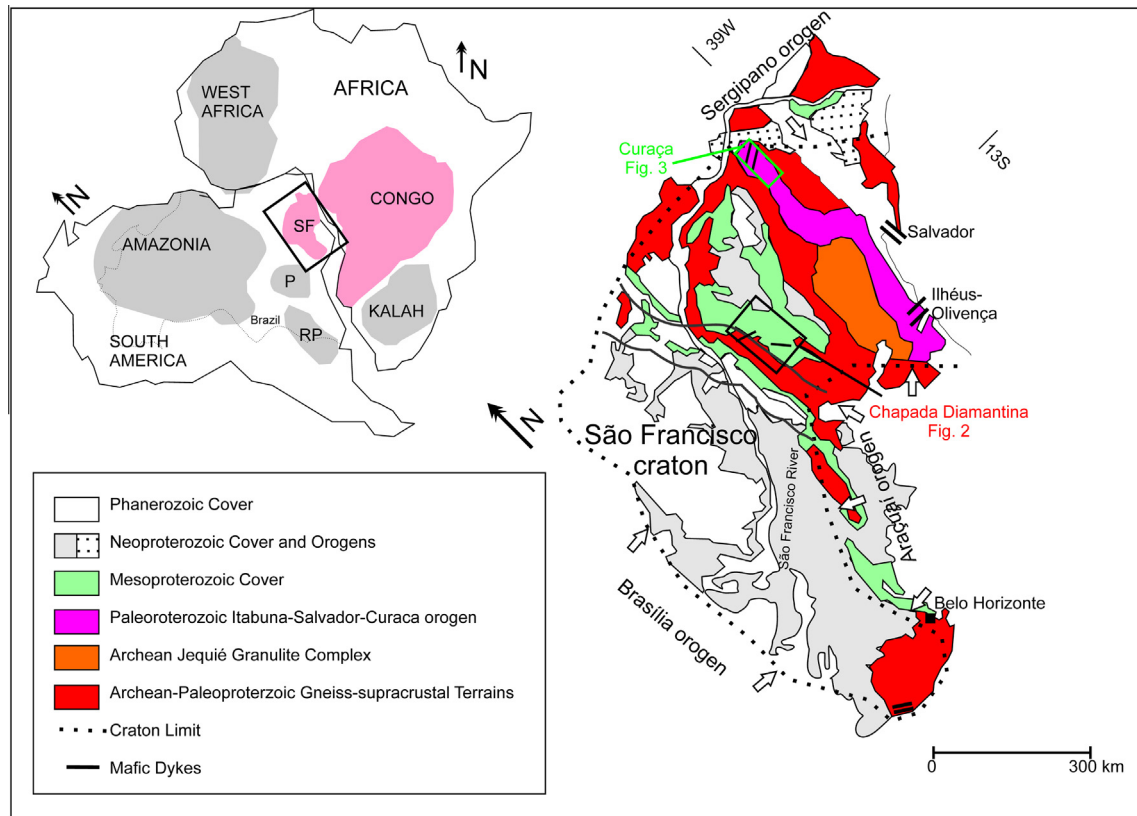 WEST
AFRICA
AFRICA
N
N
AMAZONIA
SF
CONGO
P
Brazil
RP
KALAH
SOUTH
AMERICA
39W
Sergipano orogen
13S
Curaça
Fig. 3
Salvador
Ilhéus-
Olivença
N
São Francisco
craton
Chapada Diamantina
Fig. 2
São Francisco River
Araçuaí orogen
Brasília orogen
Belo Horizonte
0 300 km
Phanerozoic Cover
Neoproterozoic Cover and Orogens
Mesoproterozoic Cover
Paleoroterozoic Itabuna-Salvador-Curaca orogen
Archean Jequié Granulite Complex
Archean-Paleoproterzoic Gneiss-supracrustal Terrains
Craton Limit
Mafic Dykes